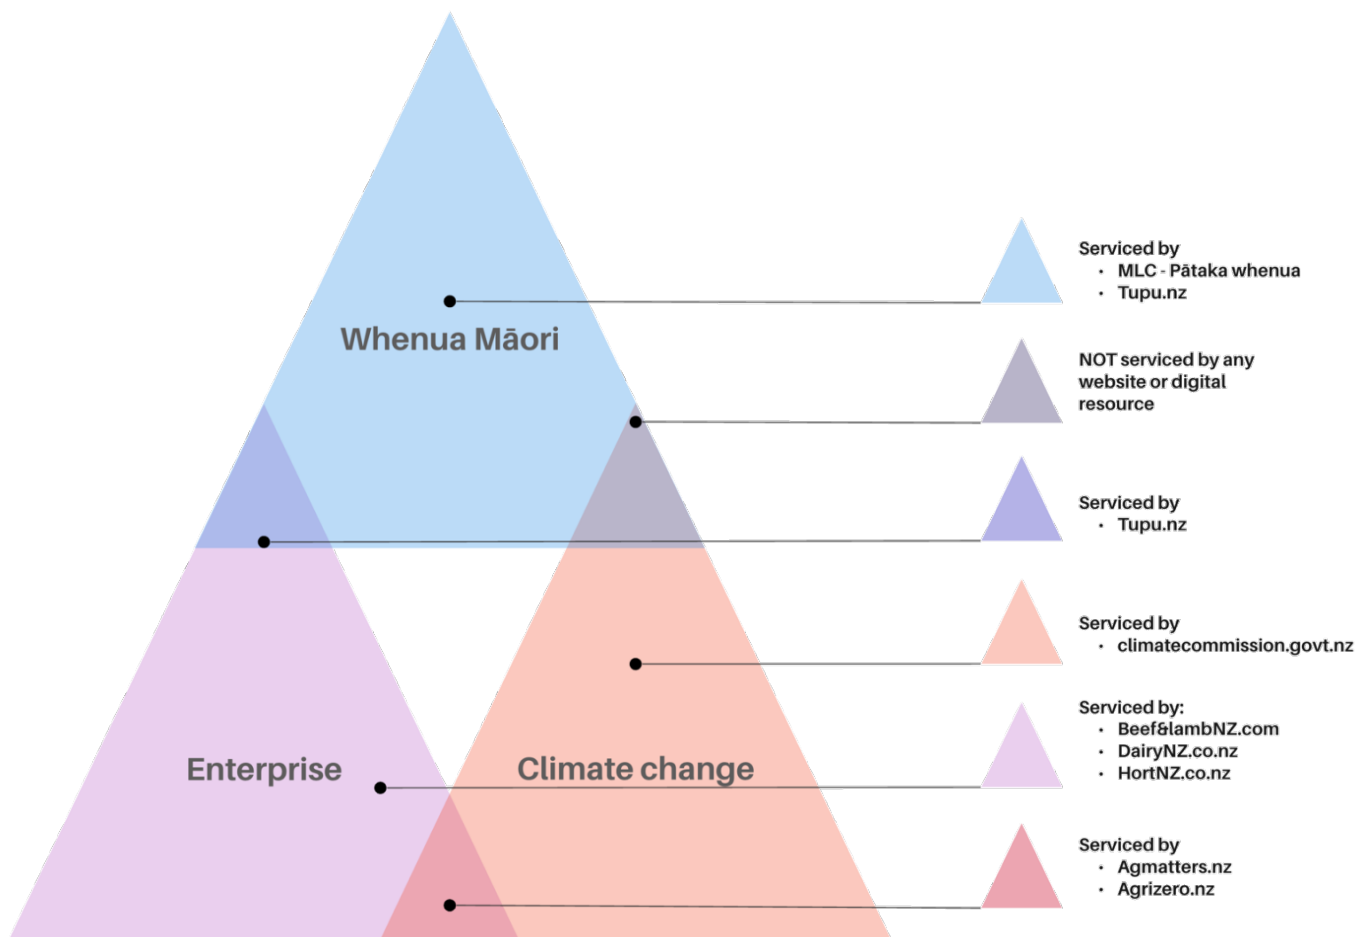 Whenua Māori
Enterprise
Climate change
Serviced by
· MLC - Pātaka whenua
· Tupu.nz
NOT serviced by any
website or digital
resource
Serviced by
· Tupu.nz
Serviced by
· climatecommission.govt.nz
Serviced by:
· Beef&lambNZ.com
· DairyNZ.co.nz
· HortNZ.co.nz
Serviced by
· Agmatters.nz
· Agrizero.nz